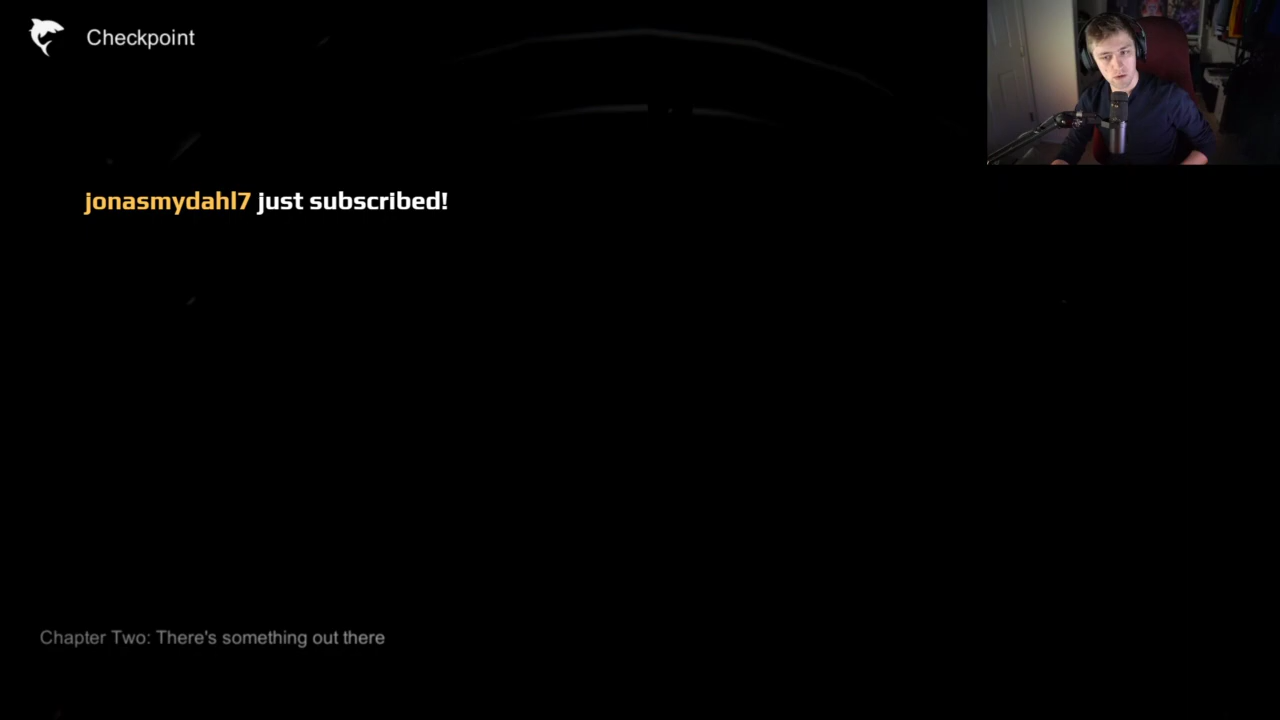 Checkpoint
jonasmydahl7 just subscribed!
Chapter Two: There's something out there